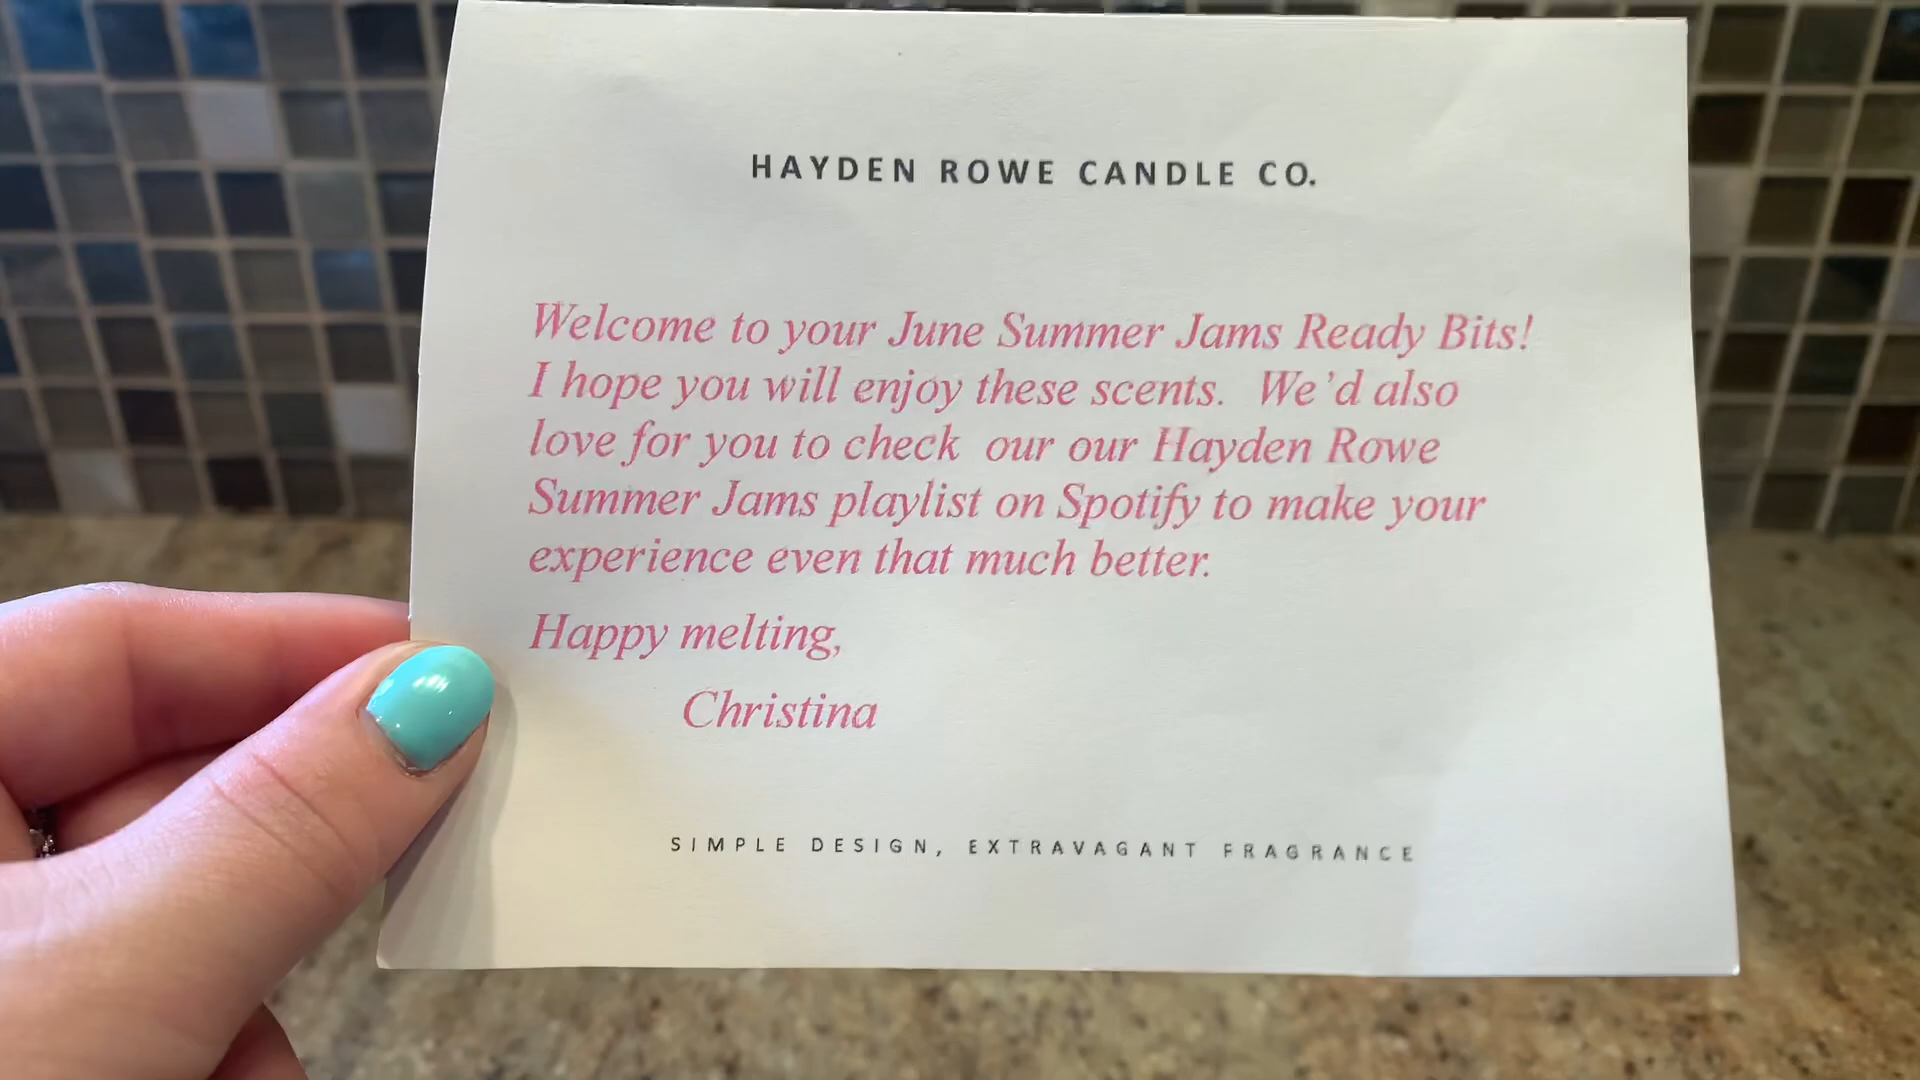 HAYDEN ROWE CANDLE CO.
Welcome to your June Summer Jams Ready Bits!
I hope you will enjoy these scents. We'd also
love for you to check our our Hayden Rowe
Summer Jams playlist on Spotify to make your
experience even that much better.
Happy melting,
Christina
SIMPLE DESIGN, EXTRAVAGANT FRAGRANCE